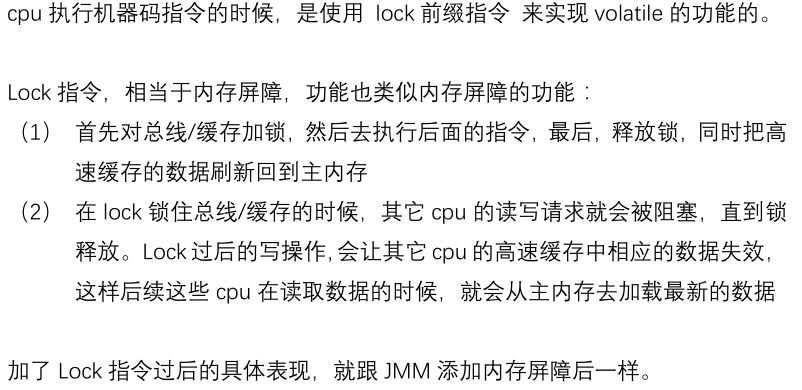 cpu 执行机器码指令的时候，是使用 lock 前缀指令 来实现 volatile 的功能的。
Lock 指令，相当于内存屏障，功能也类似内存屏障的功能：
（1） 首先对总线/缓存加锁，然后去执行后面的指令，最后，释放锁，同时把高
速缓存的数据刷新回到主内存
（2） 在 lock 锁住总线/缓存的时候，其它 cpu 的读写请求就会被阻塞，直到锁
释放。Lock 过后的写操作，会让其它 cpu 的高速缓存中相应的数据失效，
这样后续这些 cpu 在读取数据的时候，就会从主内存去加载最新的数据
加了 Lock 指令过后的具体表现，就跟 JMM 添加内存屏障后一样。